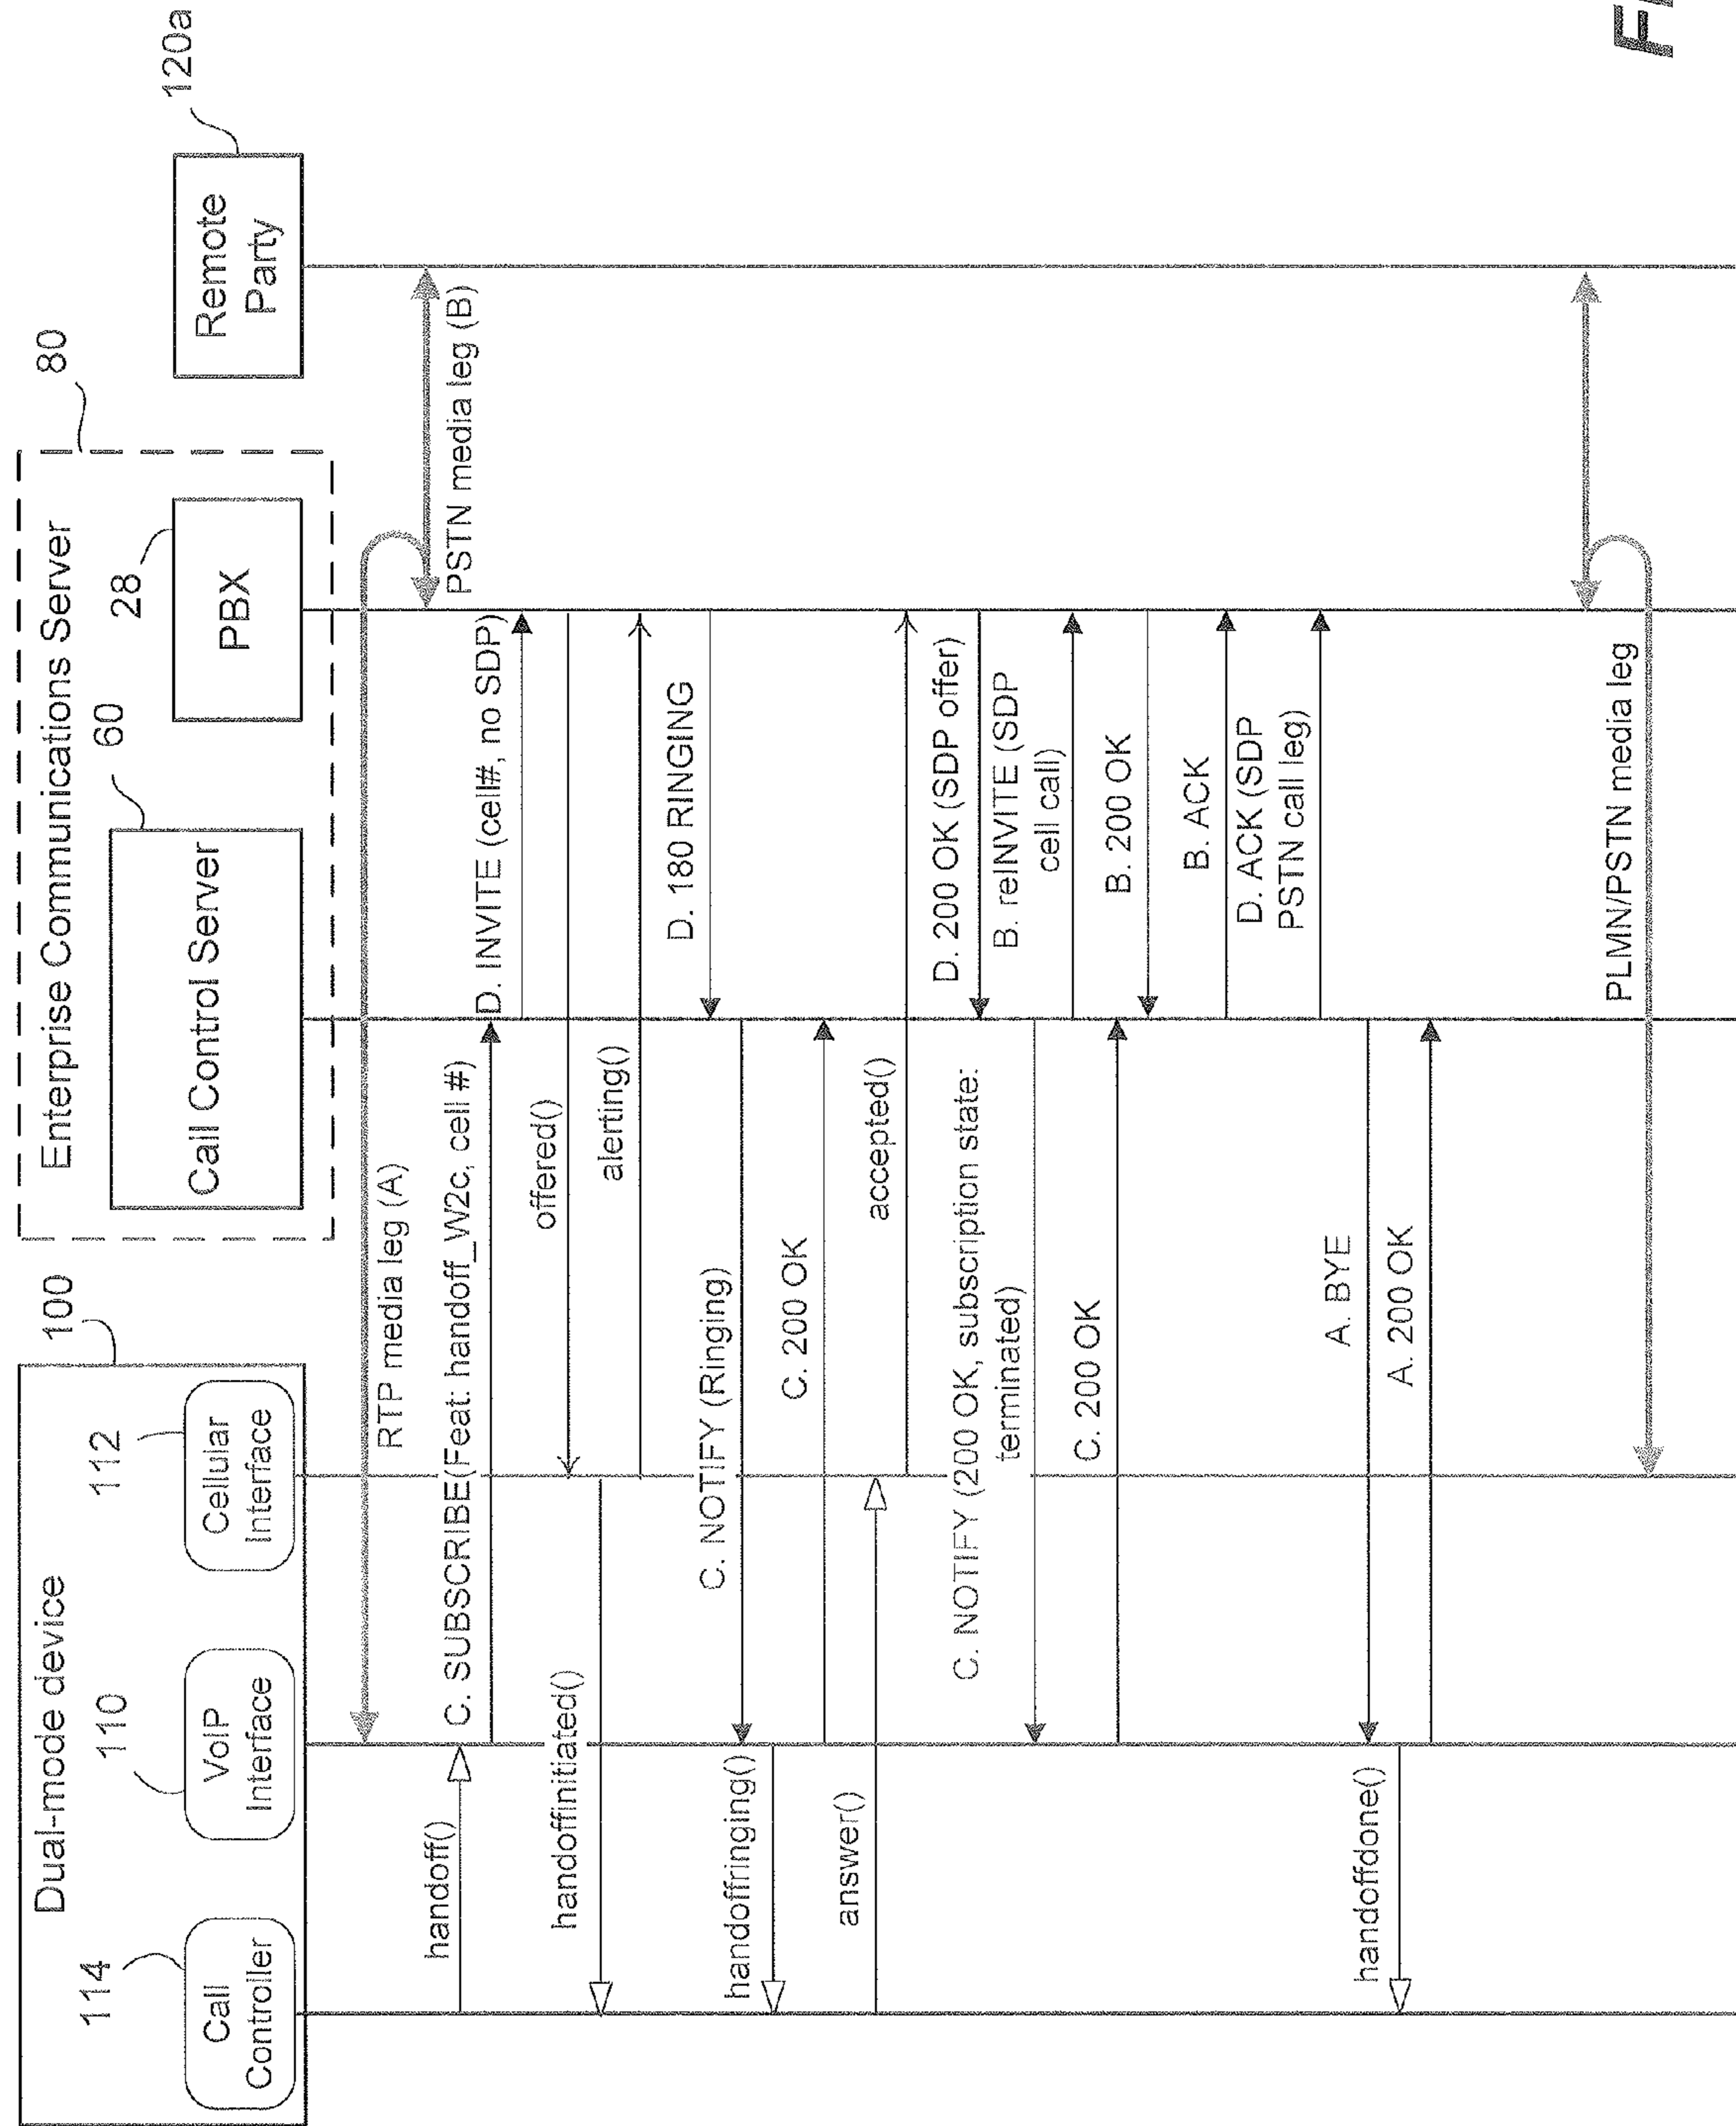 Dual-mode device
100
114
Call
Controller
110
VoIP
Interface
112
Cellular
Interface
Enterprise Communications Server
80
60
Call Control Server
28
PBX
120a
Remote
Party
RTP media leg (A)
PSTN media leg (B)
handoff()
C. SUBSCRIBE(Feat: handoff_W2c, cell #)
D. INVITE (cell#, no SDP)
offered()
handoffinitiated()
alerting()
D. 180 RINGING
C. NOTIFY (Ringing)
handoffringing()
C. 200 OK
answer()
accepted()
D. 200 OK (SDP offer)
C. NOTIFY (200 OK, subscription state:
terminated)
B. reINVITE (SDP
cell call)
C. 200 OK
B. 200 OK
B. ACK
D. ACK (SDP
PSTN call leg)
A. BYE
handoffdone()
A. 200 OK
PLMN/PSTN media leg